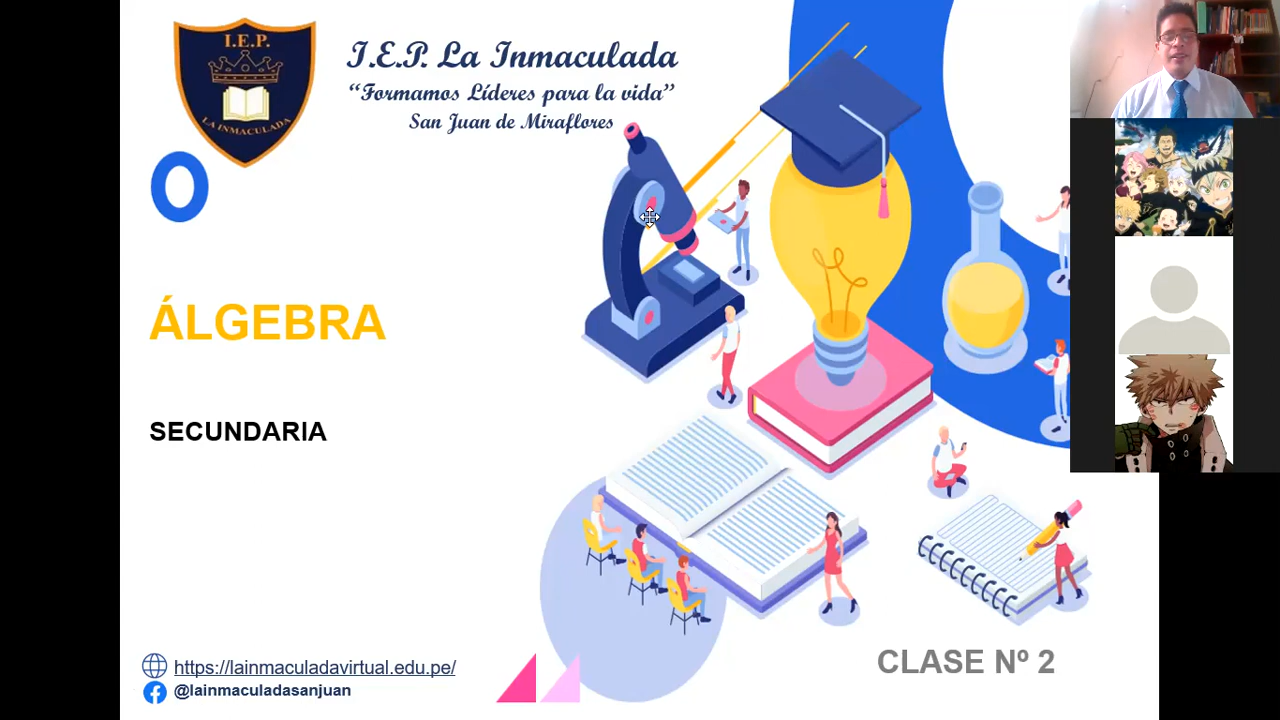 I.E.P.
LA INMACULADA
I.E.P. La Inmaculada
“Formamos Líderes para la vida”
San Juan de Miraflores
ÁLGEBRA
SECUNDARIA
https://lainmaculadavirtual.edu.pe/
@lainmaculadasanjuan
CLASE Nº 2